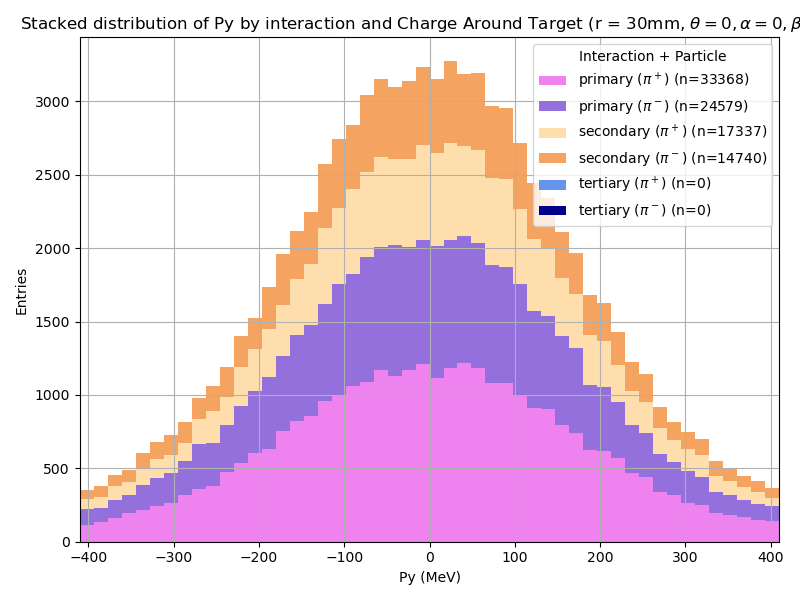 Stacked distribution of Py by interaction and Charge Around Target (r = 30mm, θ = 0, α = 0, β
Interaction + Particle
primary (π⁺) (n=33368)
primary (π⁻) (n=24579)
secondary (π⁺) (n=17337)
secondary (π⁻) (n=14740)
tertiary (π⁺) (n=0)
tertiary (π⁻) (n=0)
Entries
3000
2500
2000
1500
1000
500
0
−400 −300 −200 −100 0 100 200 300 400
Py (MeV)